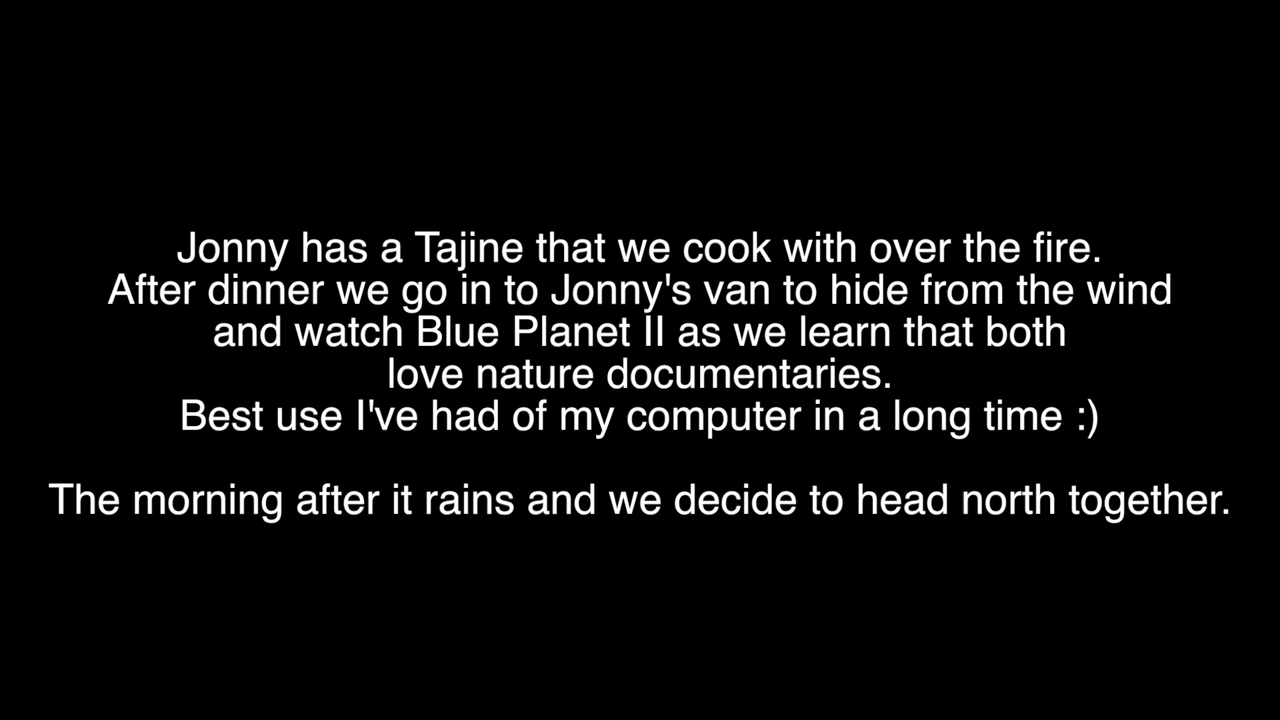 Jonny has a Tajine that we cook with over the fire.
After dinner we go in to Jonny's van to hide from the wind
and watch Blue Planet II as we learn that both
love nature documentaries.
Best use I've had of my computer in a long time :)
The morning after it rains and we decide to head north together.